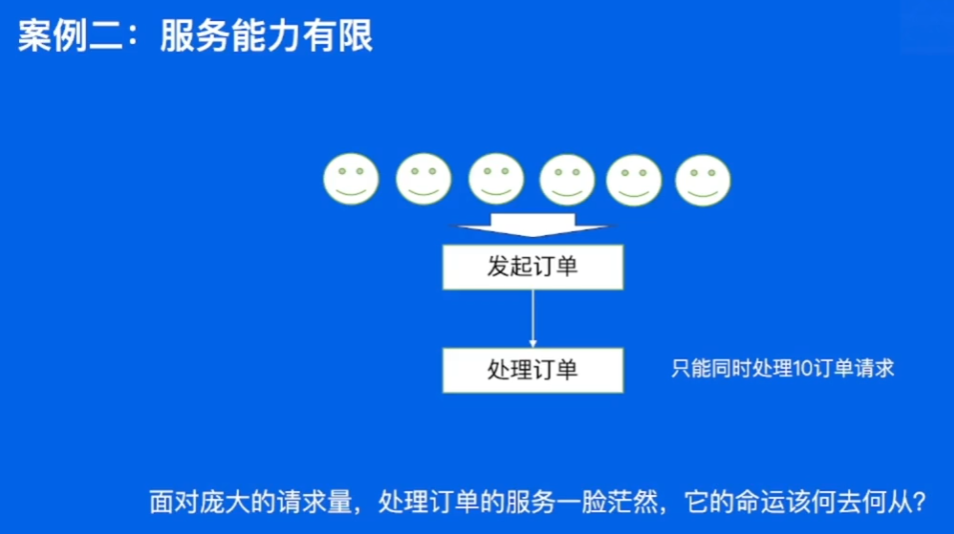 案例二：服务能力有限
发起订单
处理订单
只能同时处理10订单请求
面对庞大的请求量，处理订单的服务一脸茫然，它的命运该何去何从？